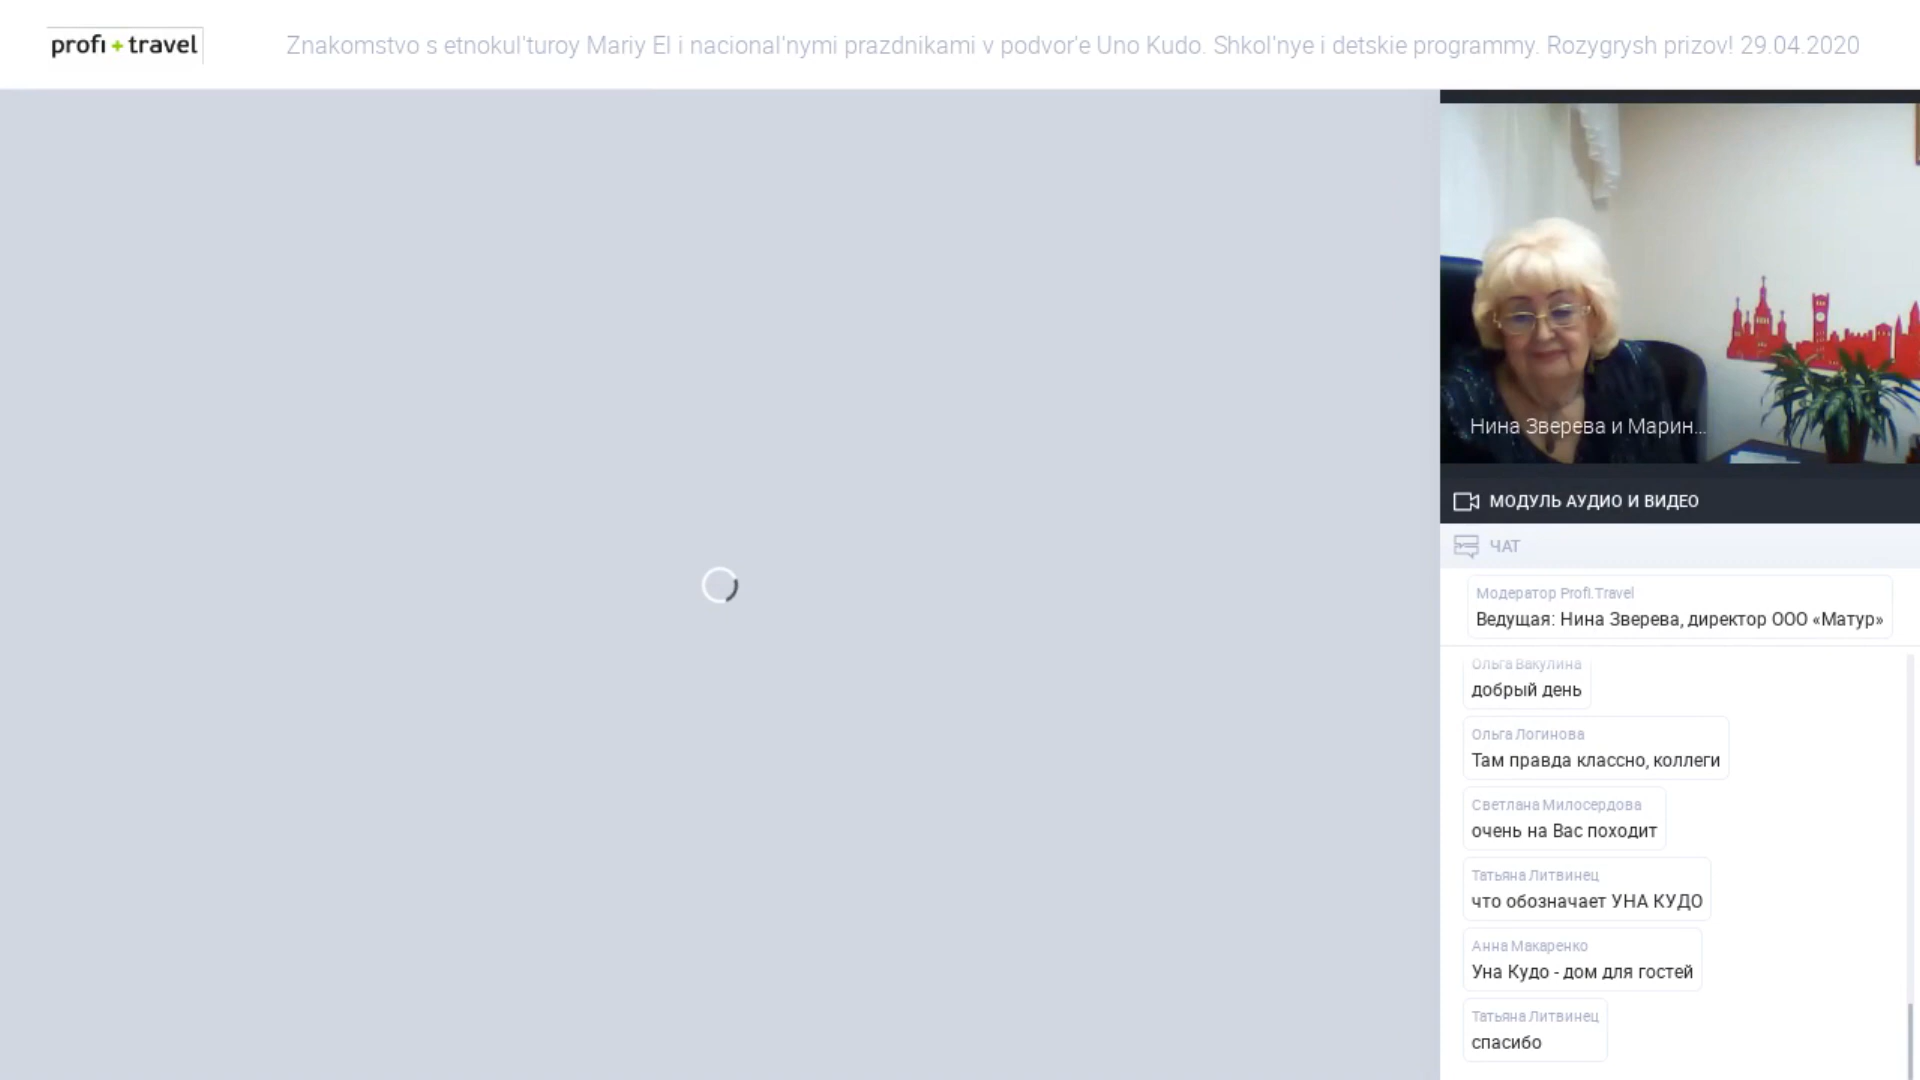 profi + travel
Znakomstvo s etnokul'turoy Mariy El i nacional'nymi prazdnikami v podvor'e Uno Kudo. Shkol'nye i detskie programmy. Rozygrysh prizov! 29.04.2020
Нина Зверева и Марин...
МОДУЛЬ АУДИО И ВИДЕО
ЧАТ
Модератор Profi.Travel
Ведущая: Нина Зверева, директор ООО «Матур»
Ольга Вакулина
добрый день
Ольга Логинова
Там правда классно, коллеги
Светлана Милосердова
очень на Вас походит
Татьяна Литвинец
что обозначает УНА КУДО
Анна Макаренко
Уна Кудо - дом для гостей
Татьяна Литвинец
спасибо